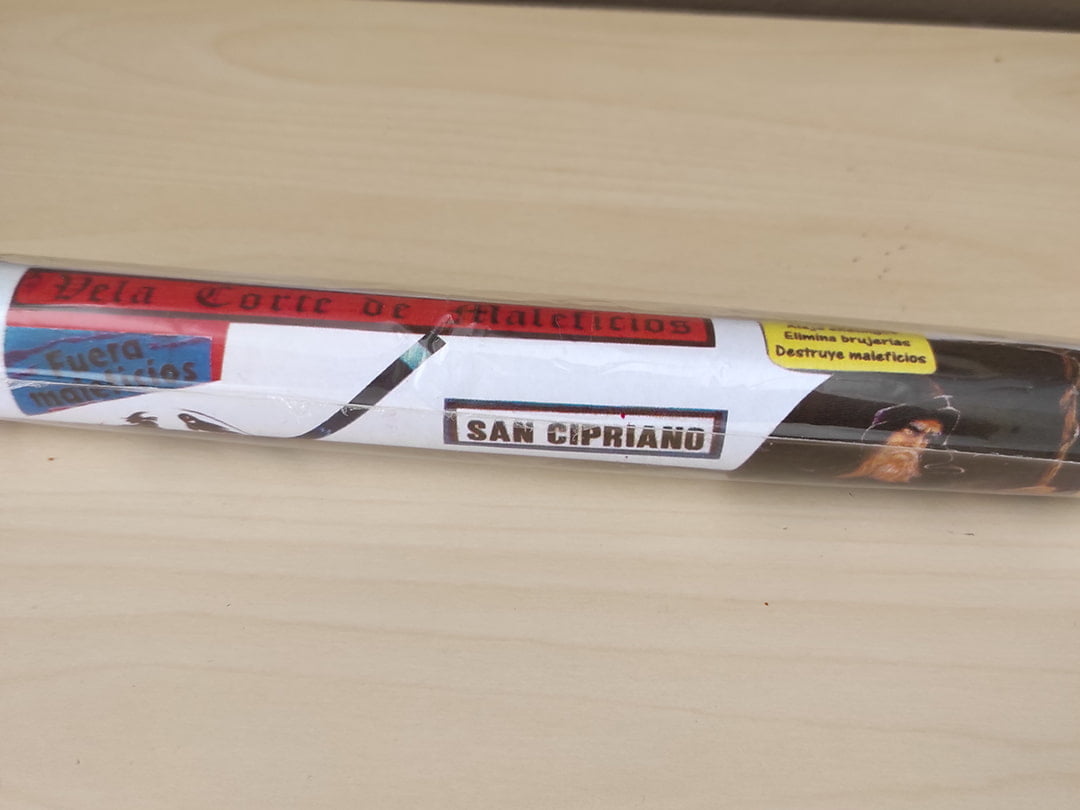 Vela Corte de Maleficios
Fuera
maleficios
SAN CIPRIANO
Elimina brujerias
Destruye maleficios